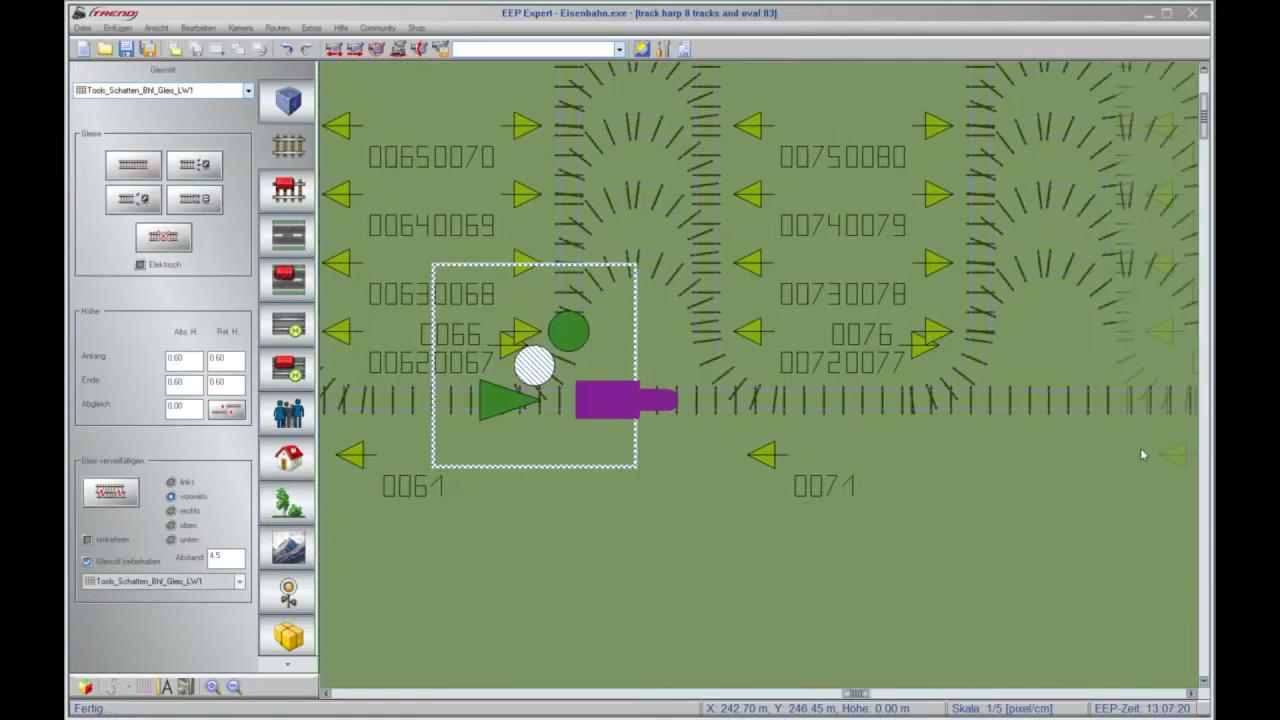 TREND
EEP Expert - Eisenbahn.exe - [track harp 8 tracks and oval 03]
Datei Einfügen Ansicht Bearbeiten Kamera Routen Extras Hilfe Community Shop
Gleisstil
Tools_Schatten_Bhf_Gleis_LW1
Gleise
Elektrisch
Höhe:
Abs. H. Rel. H.
Anfang: 0.60 0.60
Ende: 0.60 0.60
Abgleich: 0.00
Gleis vervielfältigen:
links
vorwärts
rechts
oben
umkehren unten
Gleisstil beibehalten Abstand: 4.5
Tools_Schatten_Bhf_Gleis_LW1
00650070 00750080
00640069 00740079
00630068 00730078
0066 0076
00620067 00720077
0061 0071
Fertig... X: 242.70 m, Y: 246.45 m, Höhe: 0.00 m Skala: 1/5 [pixel/cm] EEP-Zeit: 13:07:20